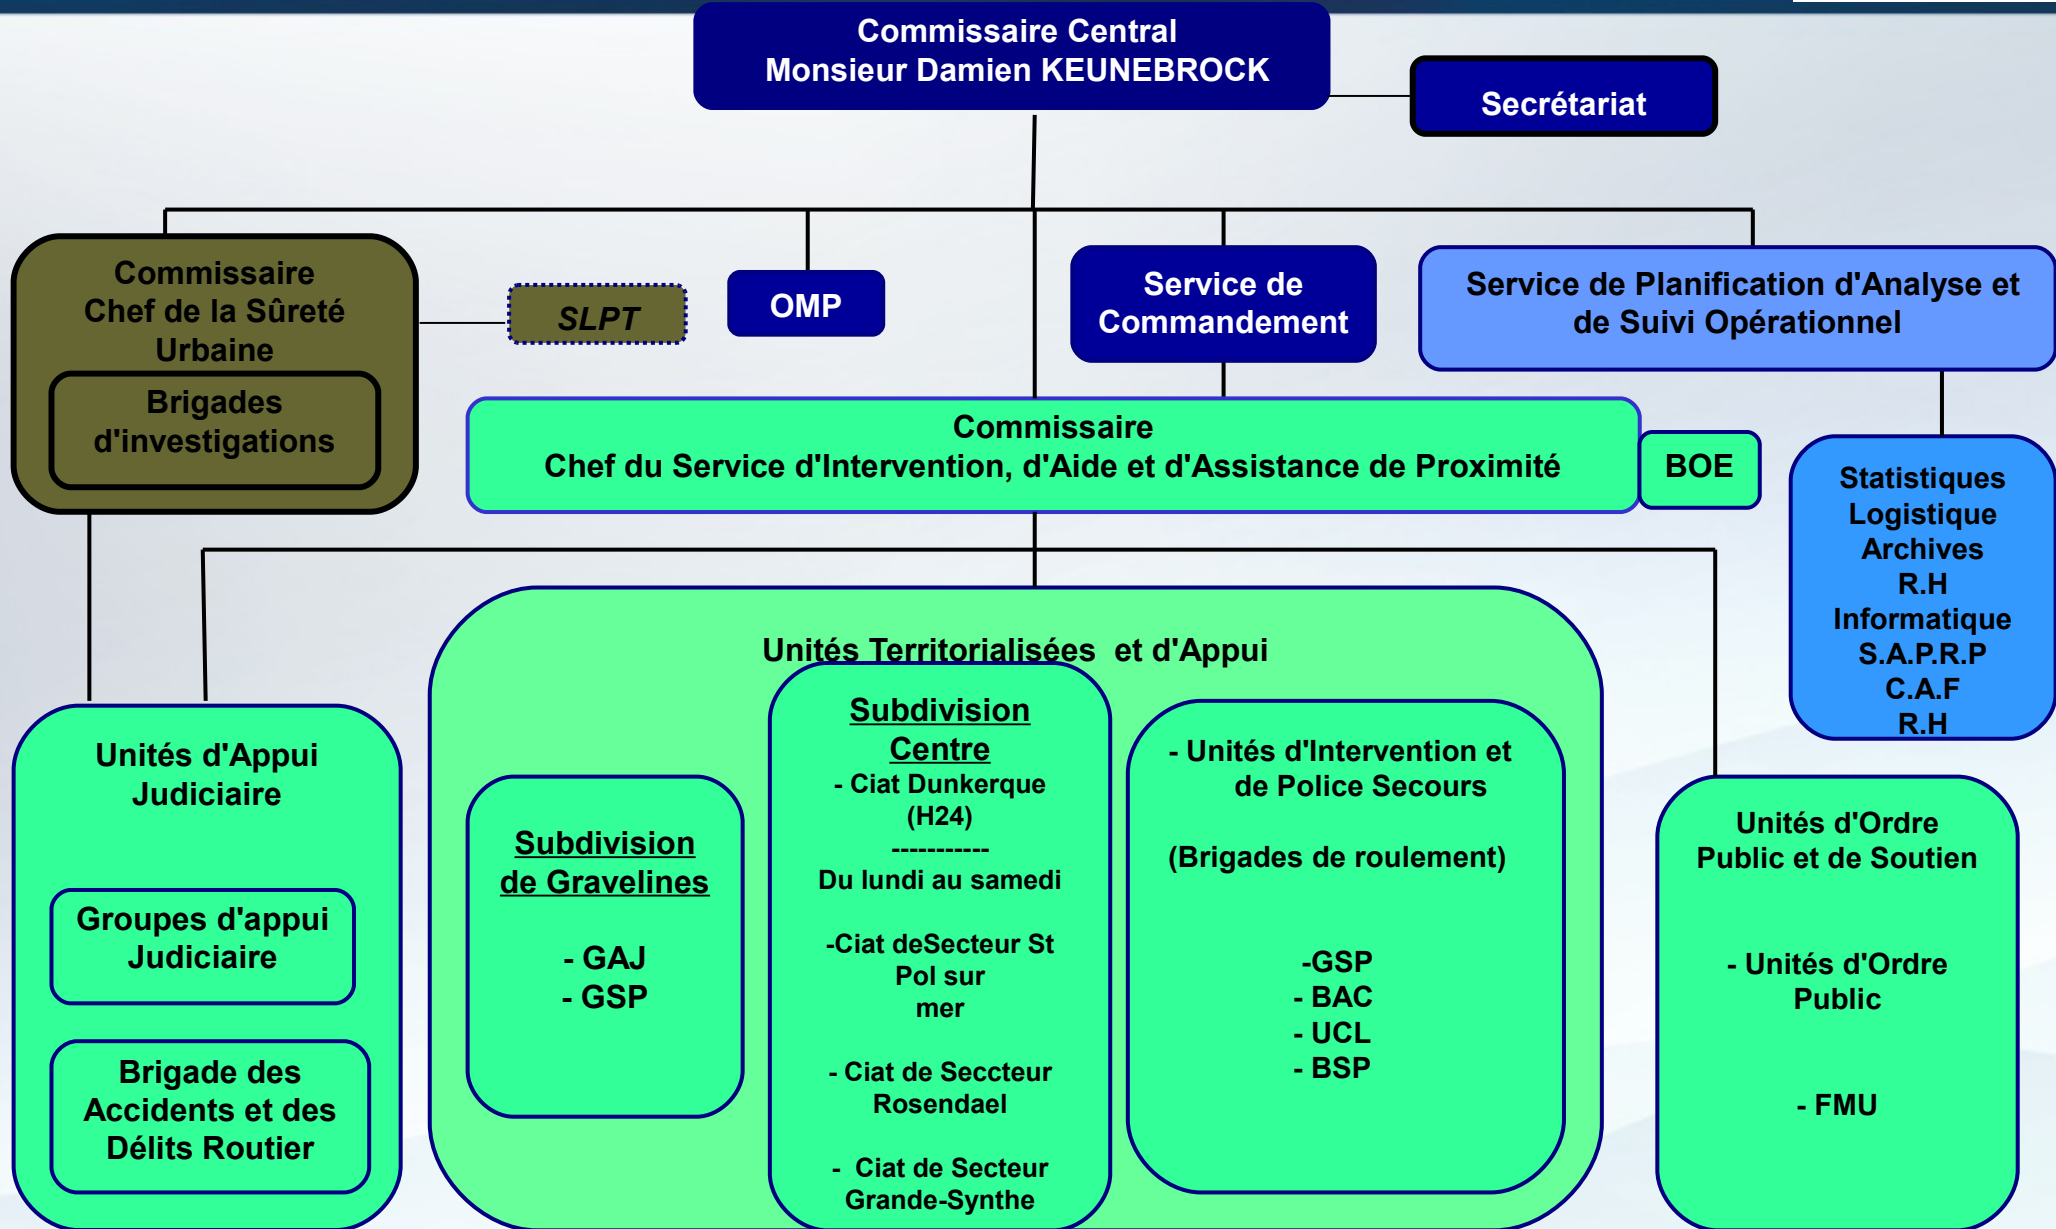 Commissaire Central
Monsieur Damien KEUNEBROCK
Secrétariat
Commissaire
Chef de la Sûreté
Urbaine
Brigades
d'investigations
SLPT
OMP
Service de
Commandement
Service de Planification d'Analyse et
de Suivi Opérationnel
Commissaire
Chef du Service d'Intervention, d'Aide et d'Assistance de Proximité
BOE
Statistiques
Logistique
Archives
R.H
Informatique
S.A.P.R.P
C.A.F
R.H
Unités d'Appui
Judiciaire
Groupes d'appui
Judiciaire
Brigade des
Accidents et des
Délits Routier
Unités Territorialisées et d'Appui
Subdivision
de Gravelines
- GAJ
- GSP
Subdivision
Centre
- Ciat Dunkerque
(H24)
-----------
Du lundi au samedi
-Ciat deSecteur St
Pol sur
mer
- Ciat de Seccteur
Rosendael
- Ciat de Secteur
Grande-Synthe
- Unités d'Intervention et
de Police Secours
(Brigades de roulement)
-GSP
- BAC
- UCL
- BSP
Unités d'Ordre
Public et de Soutien
- Unités d'Ordre
Public
- FMU